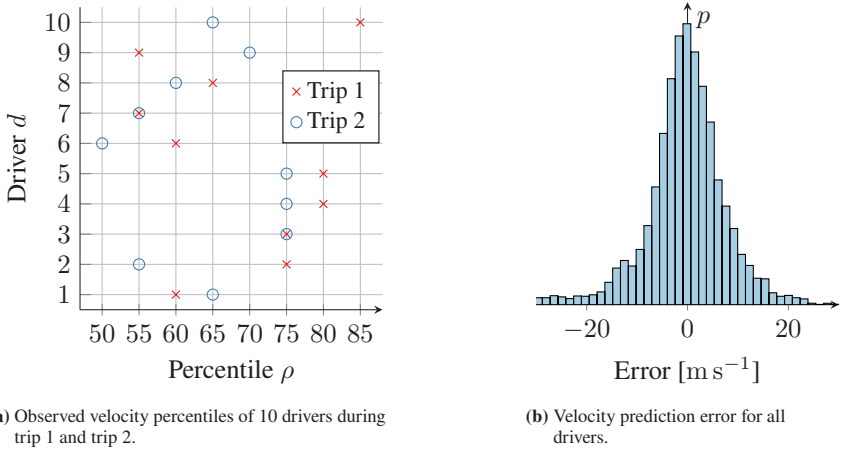 10
9
8
7
6
5
4
3
2
1
Driver d
Trip 1
Trip 2
50 55 60 65 70 75 80 85
Percentile ρ
) Observed velocity percentiles of 10 drivers during
trip 1 and trip 2.
p
−20 0 20
Error [m s⁻¹]
(b) Velocity prediction error for all
drivers.